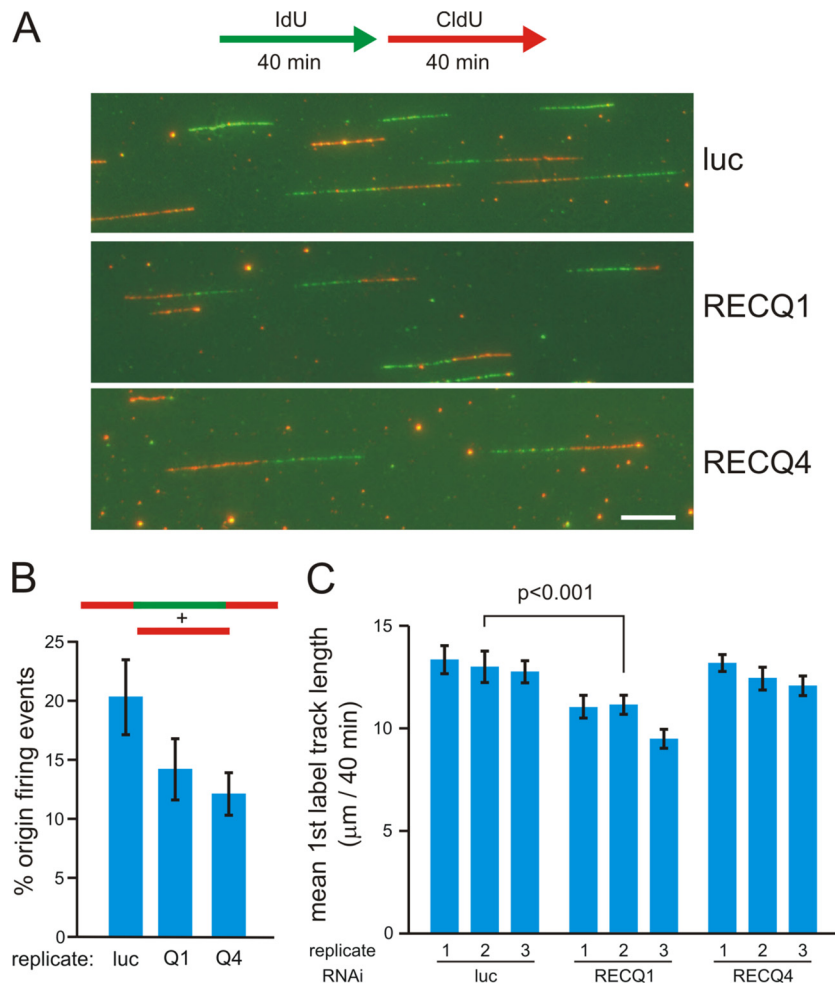 A
IdU
CldU
40 min
40 min
luc
RECQ1
RECQ4
B
+
% origin firing events
25
20
15
10
5
0
replicate:
luc
Q1
Q4
C
p<0.001
mean 1st label track length
(µm / 40 min)
15
10
5
0
replicate
1 2 3
1 2 3
1 2 3
RNAi
luc
RECQ1
RECQ4